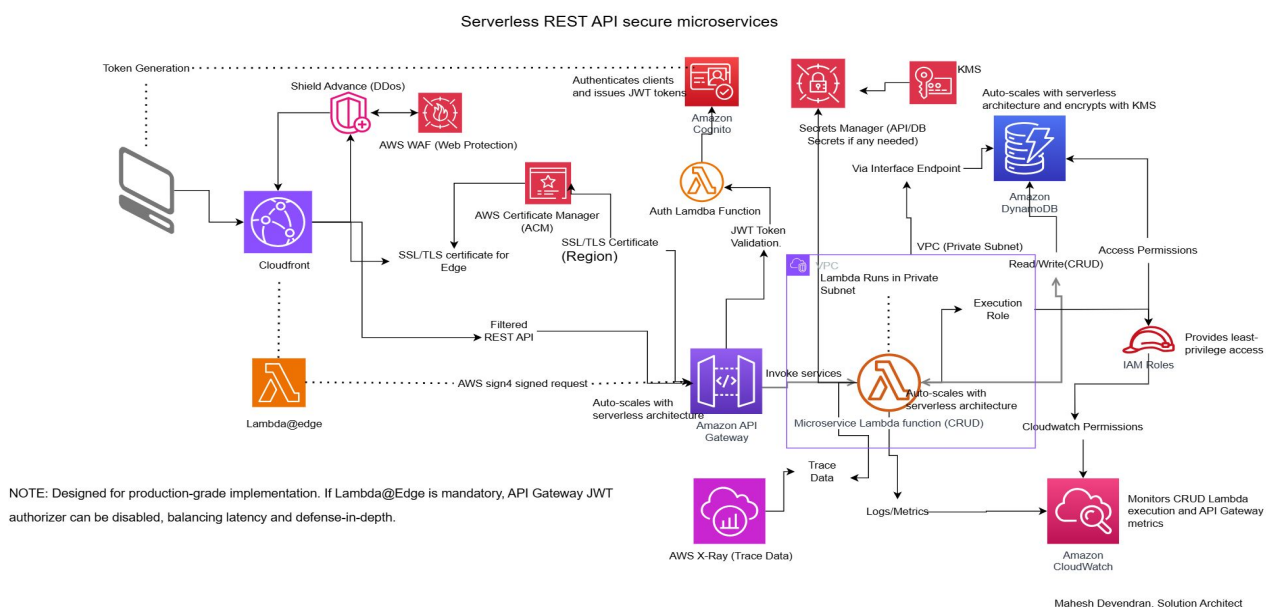 Serverless REST API secure microservices
Token Generation
Shield Advance (DDos)
AWS WAF (Web Protection)
Authenticates clients
and issues JWT tokens
Amazon
Cognito
KMS
Secrets Manager (API/DB
Secrets if any needed)
Auto-scales with serverless
architecture and encrypts with KMS
Via Interface Endpoint
Amazon
DynamoDB
Cloudfront
AWS Certificate Manager
(ACM)
SSL/TLS certificate for
Edge
SSL/TLS Certificate
(Region)
Auth Lamdba Function
JWT Token
Validation.
VPC (Private Subnet)
VPC
Lambda Runs in Private
Subnet
Read/Write(CRUD)
Access Permissions
Execution
Role
Filtered
REST API
Provides least-
privilege access
IAM Roles
Lambda@edge
AWS sign4 signed request
Auto-scales with
serverless architecture
Amazon API
Gateway
Invoke services
Auto-scales with
serverless architecture
Microservice Lambda function (CRUD)
Cloudwatch Permissions
Trace
Data
AWS X-Ray (Trace Data)
Logs/Metrics
Amazon
CloudWatch
Monitors CRUD Lambda
execution and API Gateway
metrics
NOTE: Designed for production-grade implementation. If Lambda@Edge is mandatory, API Gateway JWT
authorizer can be disabled, balancing latency and defense-in-depth.
Mahesh Devendran. Solution Architect